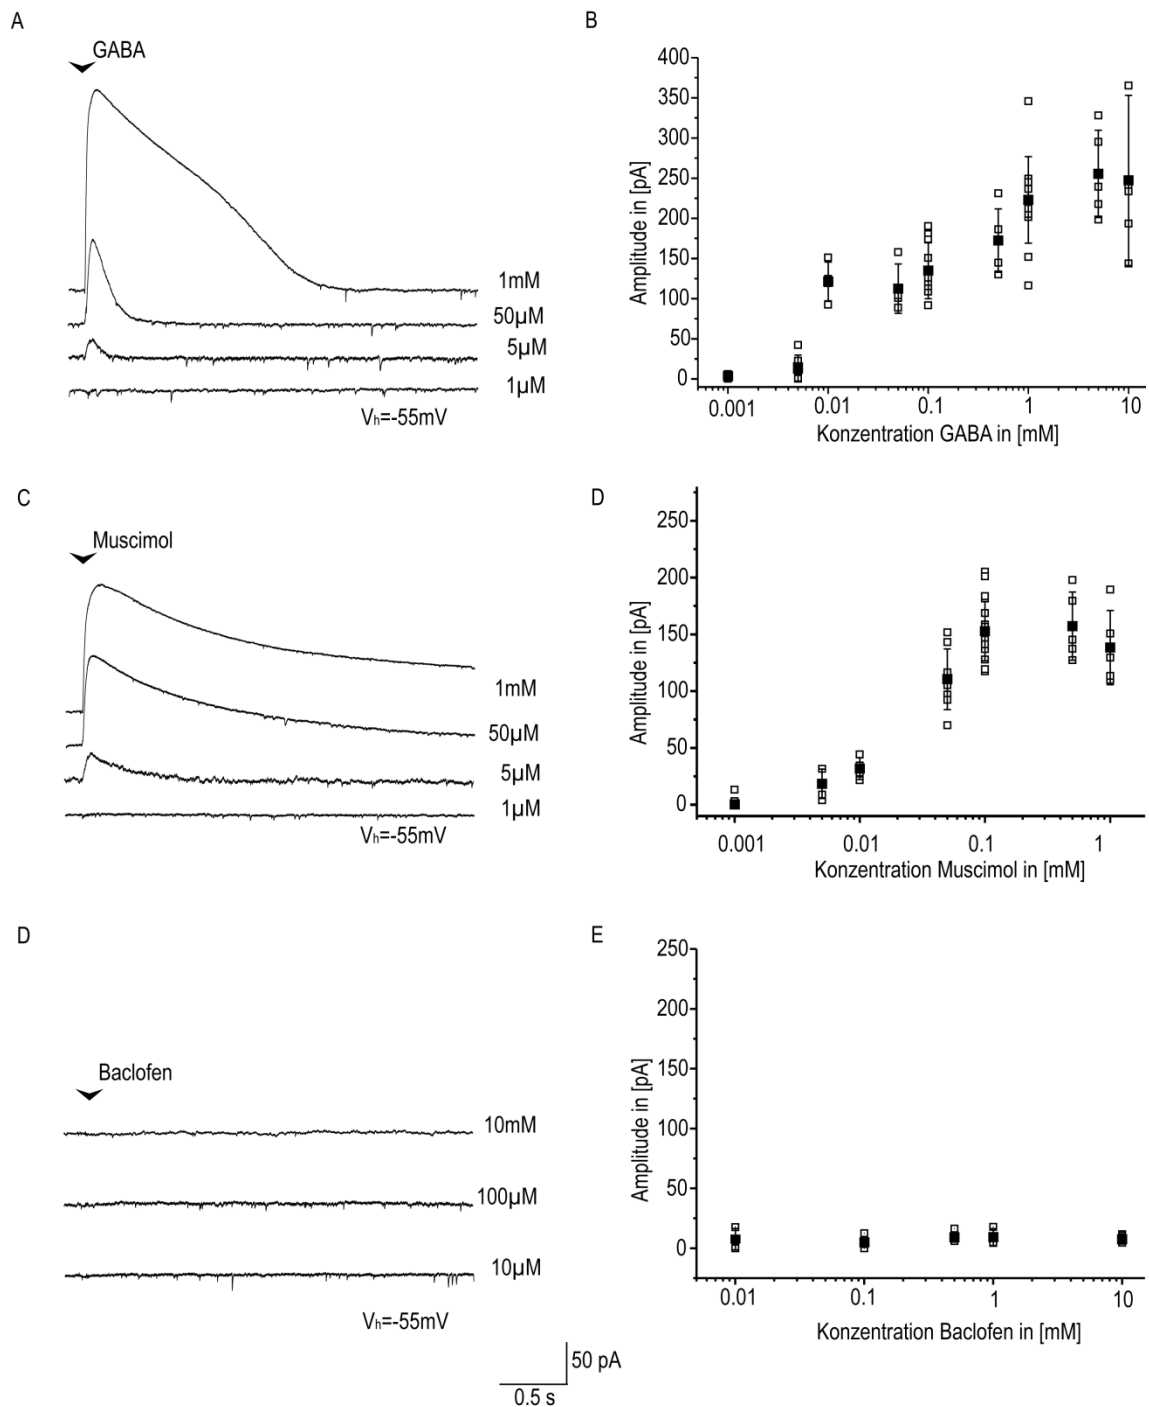 A
GABA
1mM
50µM
5µM
1µM
Vh=-55mV
B
400
350
300
250
200
150
100
50
0
Amplitude in [pA]
0.001
0.01
0.1
1
10
Konzentration GABA in [mM]
C
Muscimol
1mM
50µM
5µM
1µM
Vh=-55mV
D
250
200
150
100
50
0
Amplitude in [pA]
0.001
0.01
0.1
1
Konzentration Muscimol in [mM]
D
Baclofen
10mM
100µM
10µM
Vh=-55mV
50 pA
0.5 s
E
250
200
150
100
50
0
Amplitude in [pA]
0.01
0.1
1
10
Konzentration Baclofen in [mM]